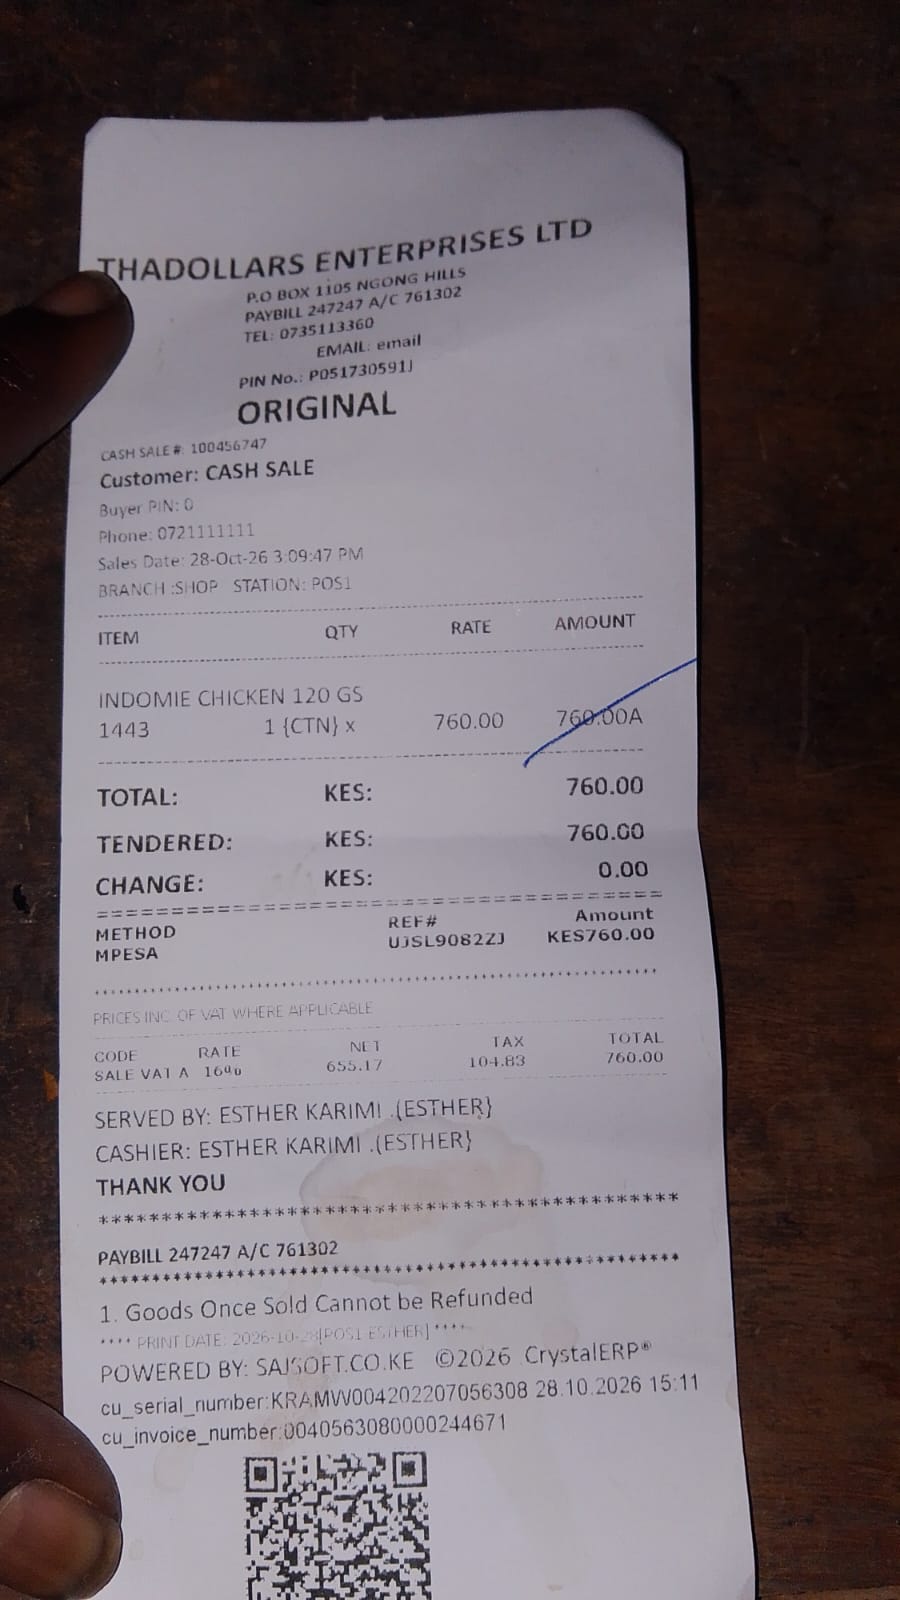 THADOLLARS ENTERPRISES LTD
P.O BOX 1105 NGONG HILLS
PAYBILL 247247 A/C 761302
TEL: 0735113360
EMAIL: email
PIN No.: P051730591J
ORIGINAL
CASH SALE #: 100456747
Customer: CASH SALE
Buyer PIN: 0
Phone: 0721111111
Sales Date: 28-Oct-26 3:09:47 PM
BRANCH :SHOP STATION: POS1
ITEM QTY RATE AMOUNT
INDOMIE CHICKEN 120 GS
1443 1 {CTN} x 760.00 760.00A
TOTAL: KES: 760.00
TENDERED: KES: 760.00
CHANGE: KES: 0.00
METHOD REF# Amount
MPESA UJSL9082ZJ KES760.00
PRICES INC. OF VAT WHERE APPLICABLE
CODE RATE NET TAX TOTAL
SALE VAT A 16% 655.17 104.83 760.00
SERVED BY: ESTHER KARIMI .{ESTHER}
CASHIER: ESTHER KARIMI .{ESTHER}
THANK YOU
************************************************
PAYBILL 247247 A/C 761302
************************************************
1. Goods Once Sold Cannot be Refunded
**** PRINT DATE: 2026-10-28[POS1 ESTHER] ****
POWERED BY: SAJSOFT.CO.KE ©2026 CrystalERP®
cu_serial_number:KRAMW004202207056308 28.10.2026 15:11
cu_invoice_number:0040563080000244671